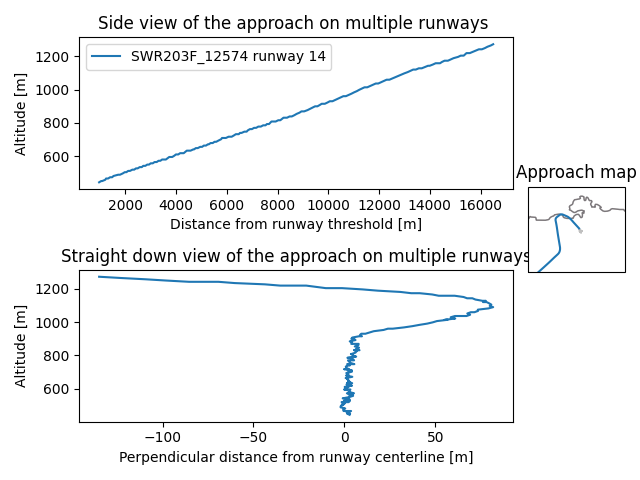 Side view of the approach on multiple runways
SWR203F_12574 runway 14
1200
1000
800
600
Altitude [m]
2000 4000 6000 8000 10000 12000 14000 16000
Distance from runway threshold [m]
Approach map
Straight down view of the approach on multiple runways
1200
1000
800
600
Altitude [m]
−100 −50 0 50
Perpendicular distance from runway centerline [m]